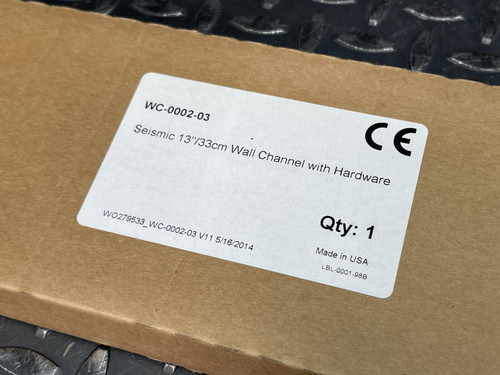 WC-0002-03
CE
Seismic 13"/33cm Wall Channel with Hardware
Qty: 1
WO279533_WC-0002-03 V11 5/16/2014
Made in USA
LBL-0001-98B